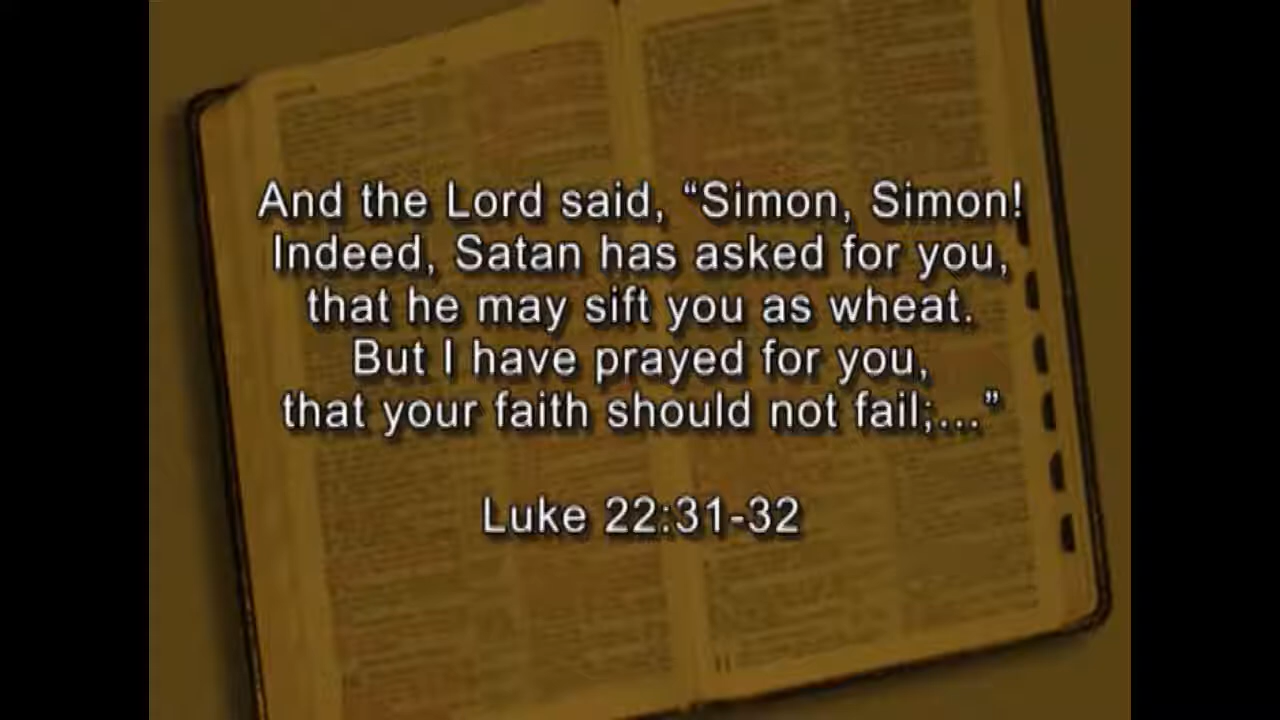 And the Lord said, “Simon, Simon!
Indeed, Satan has asked for you,
that he may sift you as wheat.
But I have prayed for you,
that your faith should not fail;...”
Luke 22:31-32